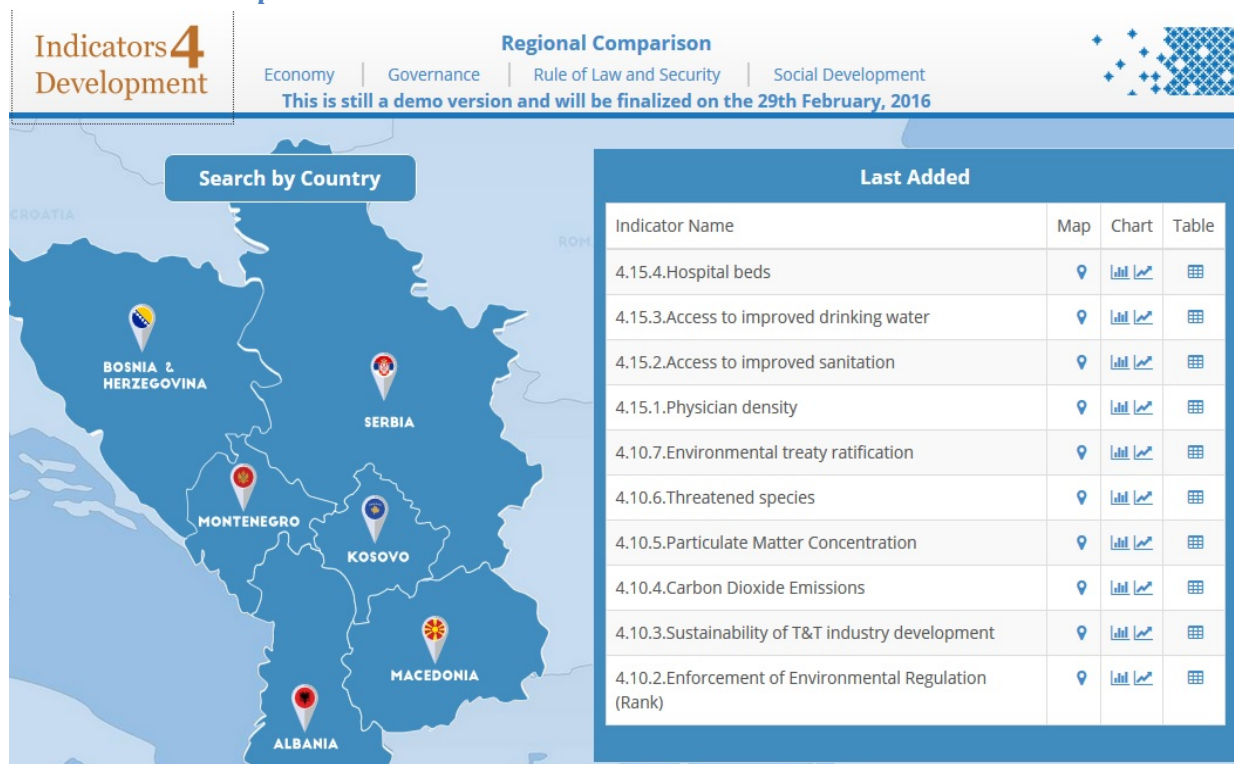 Indicators4
Development
Regional Comparison
Economy Governance Rule of Law and Security Social Development
This is still a demo version and will be finalized on the 29th February, 2016
Search by Country
CROATIA
ROM
BOSNIA &
HERZEGOVINA
SERBIA
MONTENEGRO
KOSOVO
MACEDONIA
ALBANIA
Last Added
Indicator Name Map Chart Table
4.15.4.Hospital beds
4.15.3.Access to improved drinking water
4.15.2.Access to improved sanitation
4.15.1.Physician density
4.10.7.Environmental treaty ratification
4.10.6.Threatened species
4.10.5.Particulate Matter Concentration
4.10.4.Carbon Dioxide Emissions
4.10.3.Sustainability of T&T industry development
4.10.2.Enforcement of Environmental Regulation
(Rank)